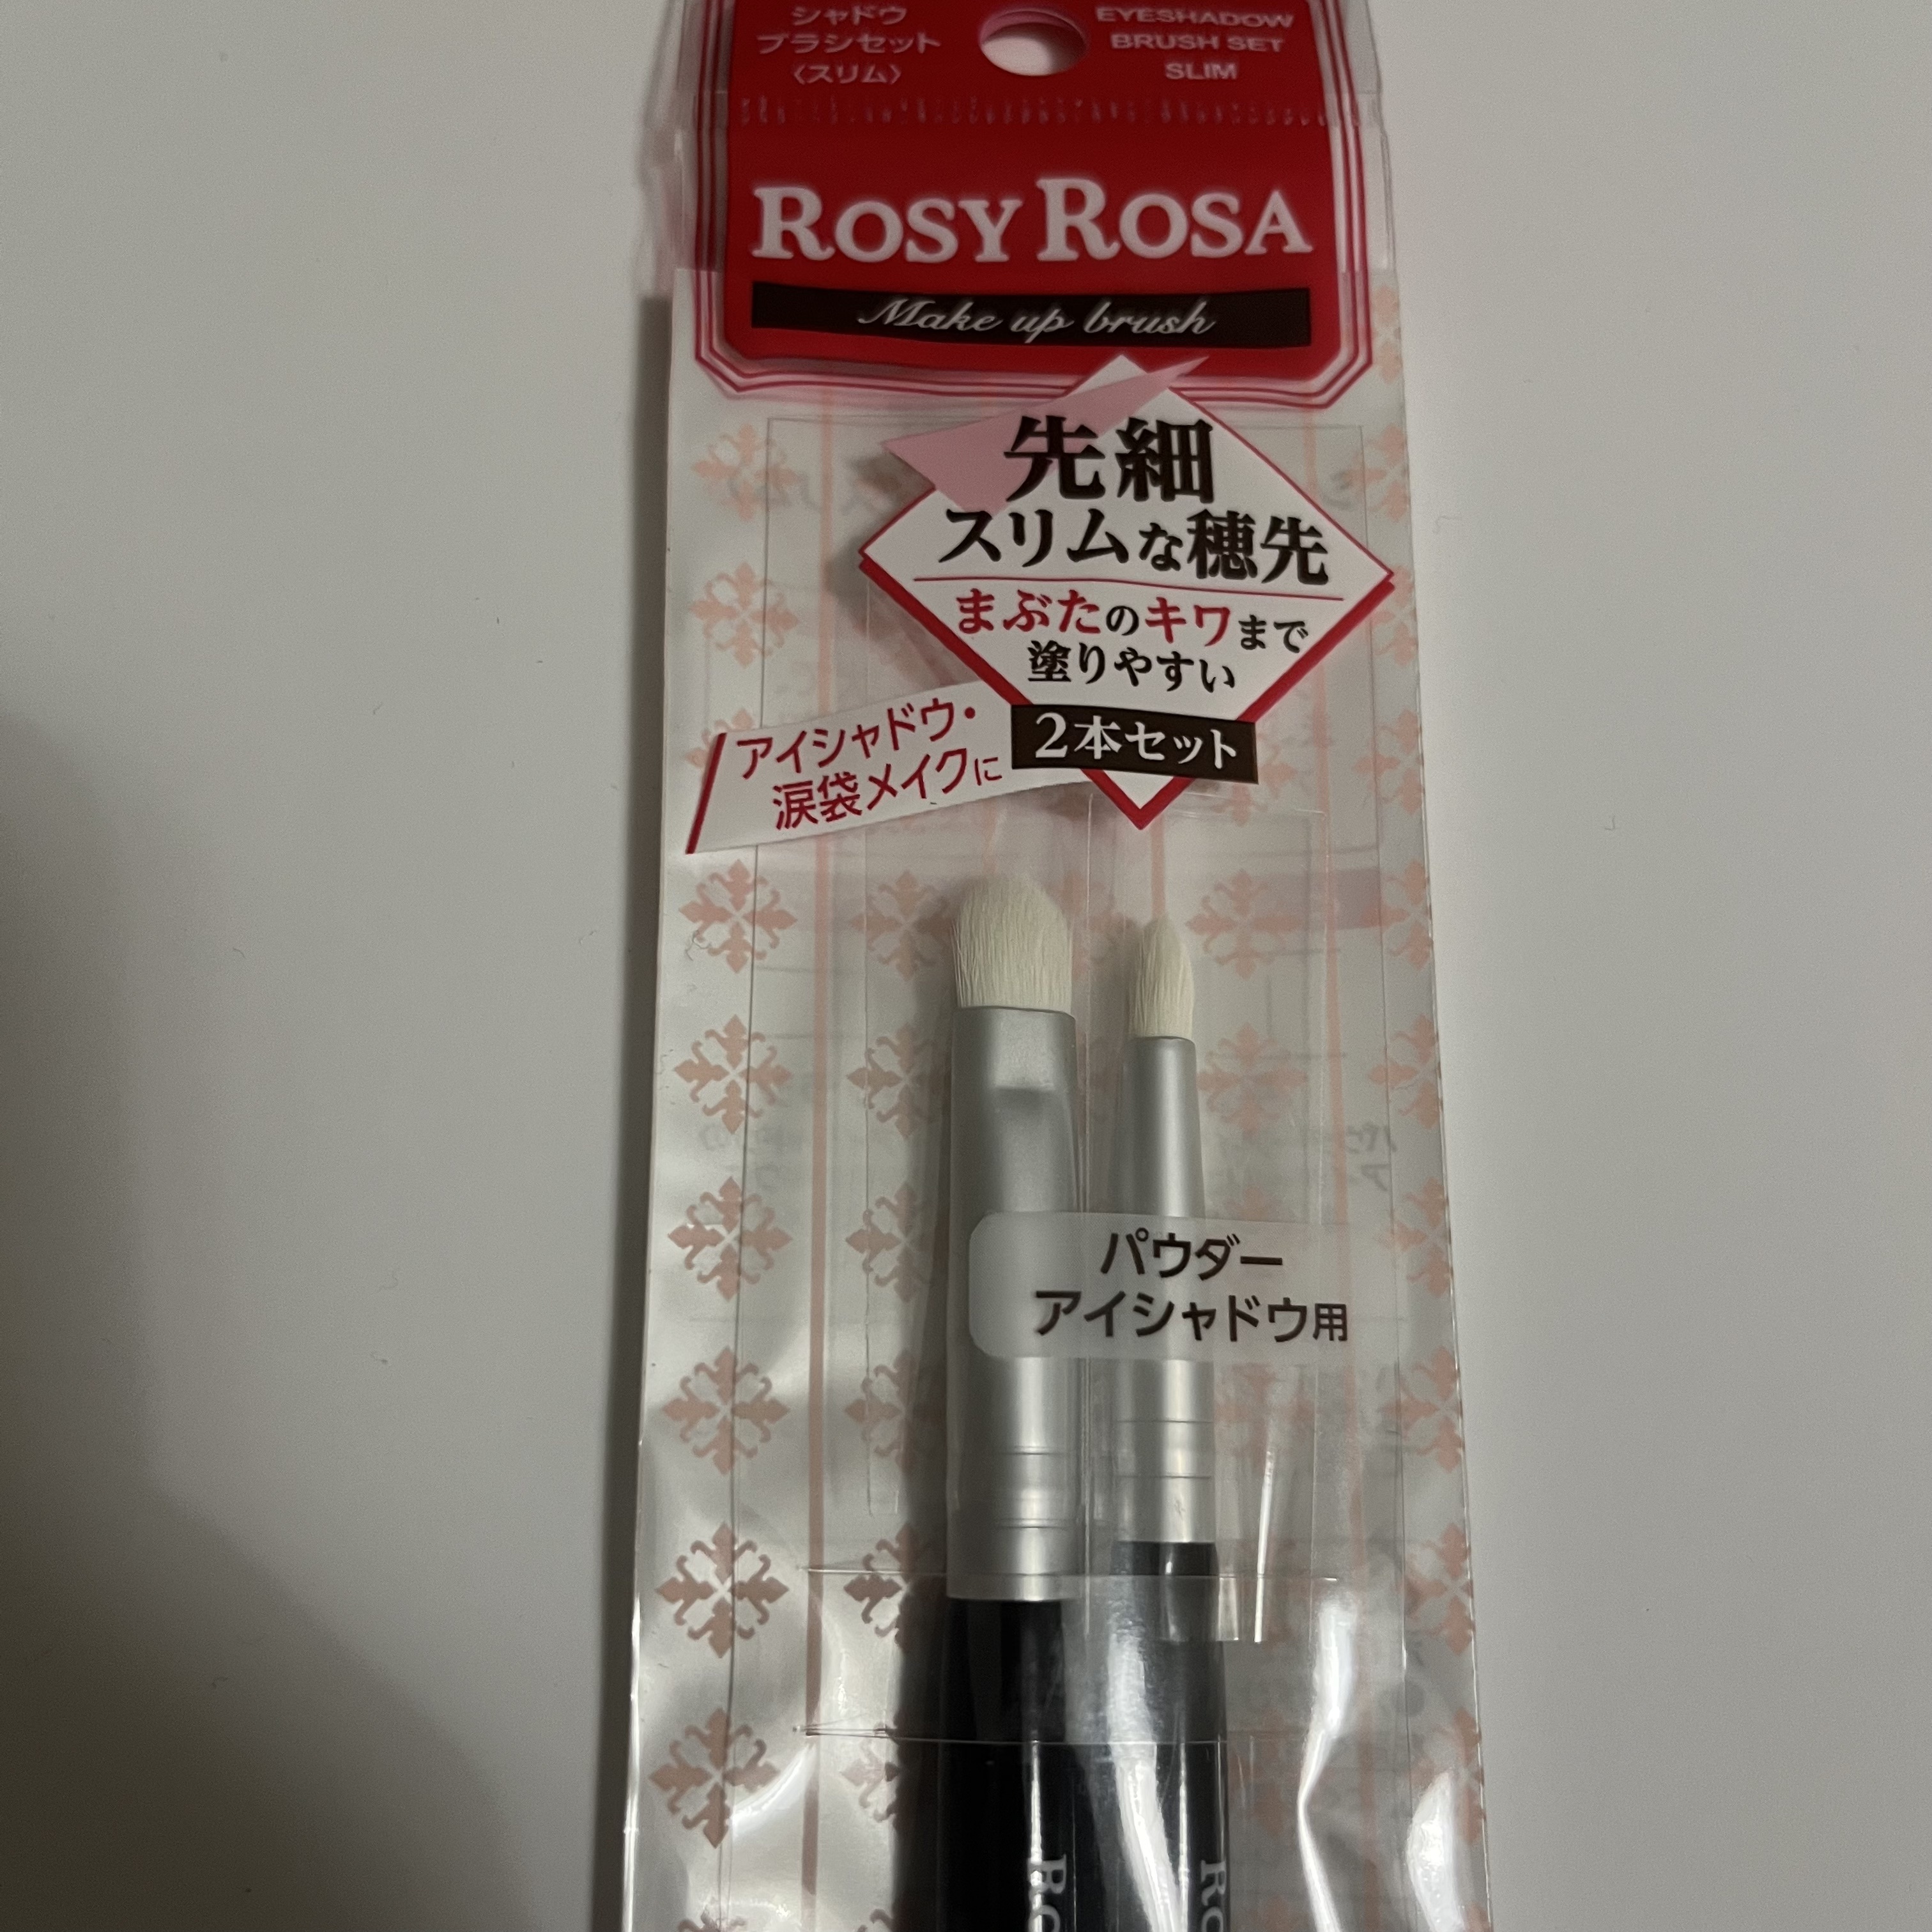 シャドウ
ブラシセット
〈スリム〉
EYESHADOW
BRUSH SET
SLIM
ROSY ROSA
Make up brush
先細
スリムな穂先
まぶたのキワまで
塗りやすい
2本セット
アイシャドウ・
涙袋メイクに
パウダー
アイシャドウ用
Ro
Ro